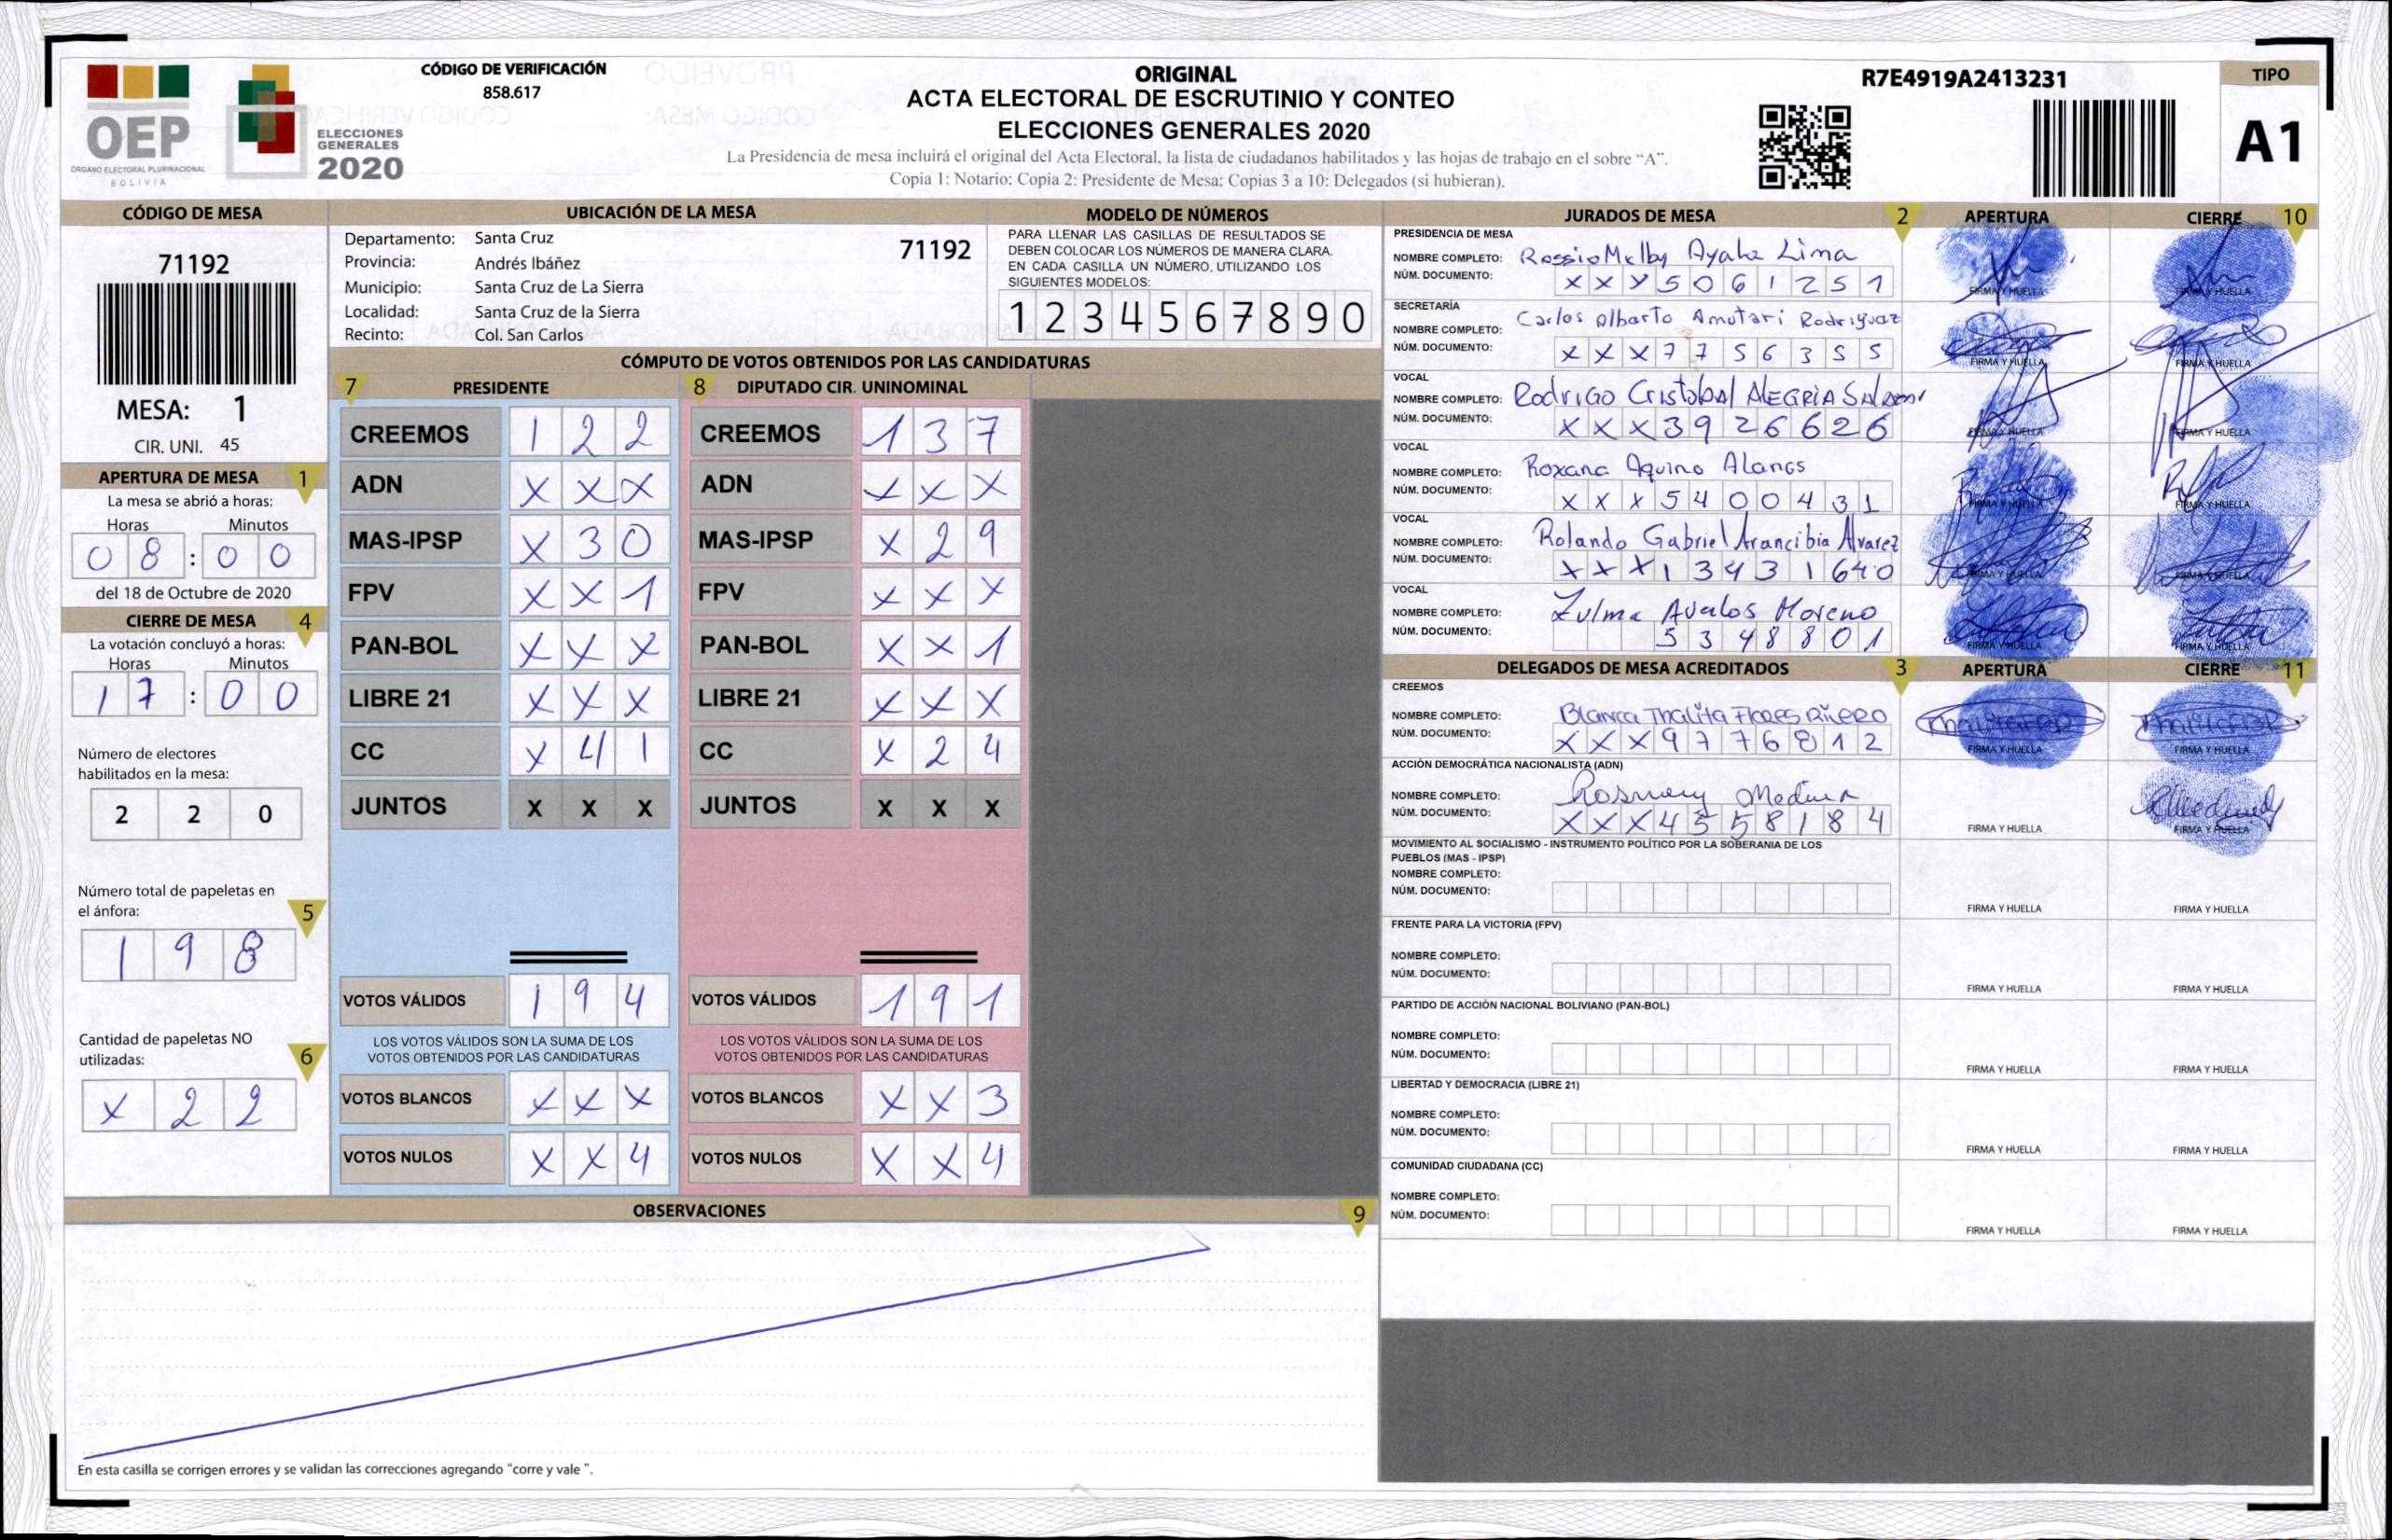 OEP
ÓRGANO ELECTORAL PLURINACIONAL
BOLIVIA
ELECCIONES
GENERALES
2020
CÓDIGO DE VERIFICACIÓN
858.617
ORIGINAL
ACTA ELECTORAL DE ESCRUTINIO Y CONTEO
ELECCIONES GENERALES 2020
La Presidencia de mesa incluirá el original del Acta Electoral, la lista de ciudadanos habilitados y las hojas de trabajo en el sobre “A”.
Copia 1: Notario; Copia 2: Presidente de Mesa; Copias 3 a 10: Delegados (si hubieran).
R7E4919A2413231
TIPO
A1
CÓDIGO DE MESA
71192
MESA: 1
CIR. UNI. 45
APERTURA DE MESA 1
La mesa se abrió a horas:
Horas Minutos
08 : 00
del 18 de Octubre de 2020
CIERRE DE MESA 4
La votación concluyó a horas:
Horas Minutos
17 : 00
Número de electores
habilitados en la mesa:
2 2 0
Número total de papeletas en
el ánfora: 5
1 9 8
Cantidad de papeletas NO
utilizadas: 6
X 2 2
UBICACIÓN DE LA MESA
Departamento: Santa Cruz 71192
Provincia: Andrés Ibáñez
Municipio: Santa Cruz de La Sierra
Localidad: Santa Cruz de la Sierra
Recinto: Col. San Carlos
MODELO DE NÚMEROS
PARA LLENAR LAS CASILLAS DE RESULTADOS SE
DEBEN COLOCAR LOS NÚMEROS DE MANERA CLARA.
EN CADA CASILLA UN NÚMERO, UTILIZANDO LOS
SIGUIENTES MODELOS:
1 2 3 4 5 6 7 8 9 0
CÓMPUTO DE VOTOS OBTENIDOS POR LAS CANDIDATURAS
7 PRESIDENTE
CREEMOS 1 2 2
ADN X X X
MAS-IPSP X 3 0
FPV X X 1
PAN-BOL X X X
LIBRE 21 X X X
CC X 4 1
JUNTOS X X X
VOTOS VÁLIDOS 1 9 4
LOS VOTOS VÁLIDOS SON LA SUMA DE LOS
VOTOS OBTENIDOS POR LAS CANDIDATURAS
VOTOS BLANCOS X X X
VOTOS NULOS X X 4
8 DIPUTADO CIR. UNINOMINAL
CREEMOS 1 3 7
ADN X X X
MAS-IPSP X 2 9
FPV X X X
PAN-BOL X X 1
LIBRE 21 X X X
CC X 2 4
JUNTOS X X X
VOTOS VÁLIDOS 1 9 1
LOS VOTOS VÁLIDOS SON LA SUMA DE LOS
VOTOS OBTENIDOS POR LAS CANDIDATURAS
VOTOS BLANCOS X X 3
VOTOS NULOS X X 4
OBSERVACIONES 9
En esta casilla se corrigen errores y se validan las correcciones agregando “corre y vale ”.
JURADOS DE MESA 2 APERTURA CIERRE 10
PRESIDENCIA DE MESA
NOMBRE COMPLETO: Rossio Melby Ayala Lima
NÚM. DOCUMENTO: X X X 5 0 6 1 2 5 1
FIRMA Y HUELLA FIRMA Y HUELLA
SECRETARÍA
NOMBRE COMPLETO: Carlos Alberto Amutari Rodriguez
NÚM. DOCUMENTO: X X X 7 7 5 6 3 5 5
FIRMA Y HUELLA FIRMA Y HUELLA
VOCAL
NOMBRE COMPLETO: Rodrigo Cristobal ALEGRIA
NÚM. DOCUMENTO: X X X 3 9 2 6 6 2 6
FIRMA Y HUELLA FIRMA Y HUELLA
VOCAL
NOMBRE COMPLETO: Roxana Aquino Alanes
NÚM. DOCUMENTO: X X X 5 4 0 0 4 3 1
FIRMA Y HUELLA FIRMA Y HUELLA
VOCAL
NOMBRE COMPLETO: Rolando Gabriel Arancibia Alvarez
NÚM. DOCUMENTO: X X X 1 3 4 3 1 6 4 0
FIRMA Y HUELLA FIRMA Y HUELLA
VOCAL
NOMBRE COMPLETO: Zulma Avalos Moreno
NÚM. DOCUMENTO: 5 3 4 8 8 0 1
FIRMA Y HUELLA FIRMA Y HUELLA
DELEGADOS DE MESA ACREDITADOS 3 APERTURA CIERRE 11
CREEMOS
NOMBRE COMPLETO: Blanca Thalita Flores Rivero
NÚM. DOCUMENTO: X X X 9 7 7 6 8 1 2
FIRMA Y HUELLA FIRMA Y HUELLA
ACCIÓN DEMOCRÁTICA NACIONALISTA (ADN)
NOMBRE COMPLETO: Rosmery Medina
NÚM. DOCUMENTO: X X X 4 5 5 8 1 8 4
FIRMA Y HUELLA FIRMA Y HUELLA
MOVIMIENTO AL SOCIALISMO - INSTRUMENTO POLÍTICO POR LA SOBERANIA DE LOS
PUEBLOS (MAS - IPSP)
NOMBRE COMPLETO:
NÚM. DOCUMENTO:
FIRMA Y HUELLA FIRMA Y HUELLA
FRENTE PARA LA VICTORIA (FPV)
NOMBRE COMPLETO:
NÚM. DOCUMENTO:
FIRMA Y HUELLA FIRMA Y HUELLA
PARTIDO DE ACCIÓN NACIONAL BOLIVIANO (PAN-BOL)
NOMBRE COMPLETO:
NÚM. DOCUMENTO:
FIRMA Y HUELLA FIRMA Y HUELLA
LIBERTAD Y DEMOCRACIA (LIBRE 21)
NOMBRE COMPLETO:
NÚM. DOCUMENTO:
FIRMA Y HUELLA FIRMA Y HUELLA
COMUNIDAD CIUDADANA (CC)
NOMBRE COMPLETO:
NÚM. DOCUMENTO:
FIRMA Y HUELLA FIRMA Y HUELLA